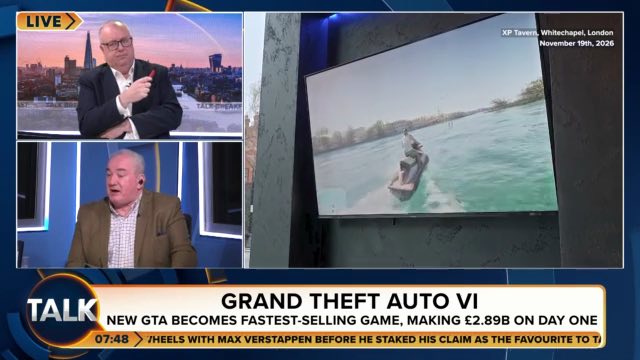 LIVE
XP Tavern, Whitechapel, London
November 19th, 2026
TALK
GRAND THEFT AUTO VI
NEW GTA BECOMES FASTEST-SELLING GAME, MAKING £2.89B ON DAY ONE
07:48
WHEELS WITH MAX VERSTAPPEN BEFORE HE STAKED HIS CLAIM AS THE FAVOURITE TO TA